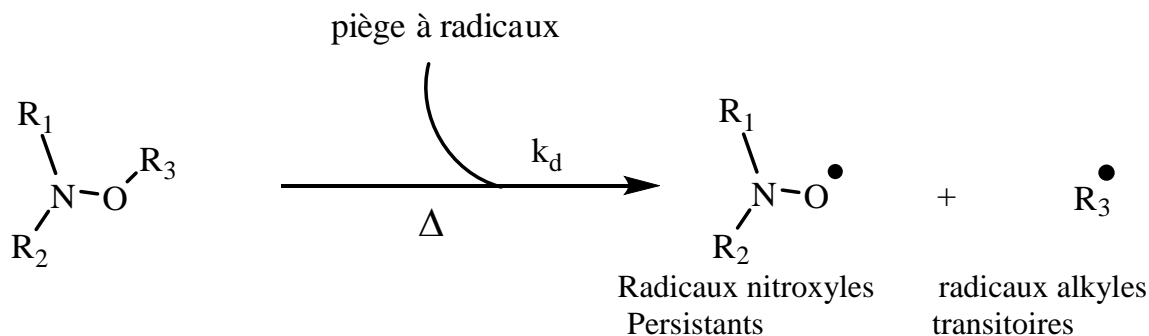 piège à radicaux
R1
R3
N
O
R2
kd
Δ
R1
N
O
R2
+
R3
Radicaux nitroxyles
Persistants
radicaux alkyles
transitoires